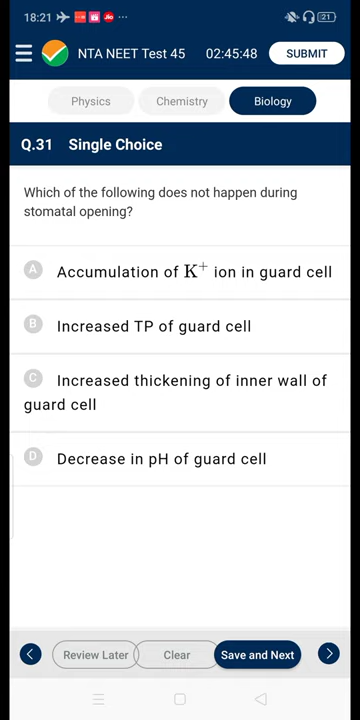 18:21 Jio ... 21
NTA NEET Test 45 02:45:48 SUBMIT
Physics Chemistry Biology
Q.31 Single Choice
Which of the following does not happen during
stomatal opening?
A Accumulation of K⁺ ion in guard cell
B Increased TP of guard cell
C Increased thickening of inner wall of
guard cell
D Decrease in pH of guard cell
Review Later Clear Save and Next